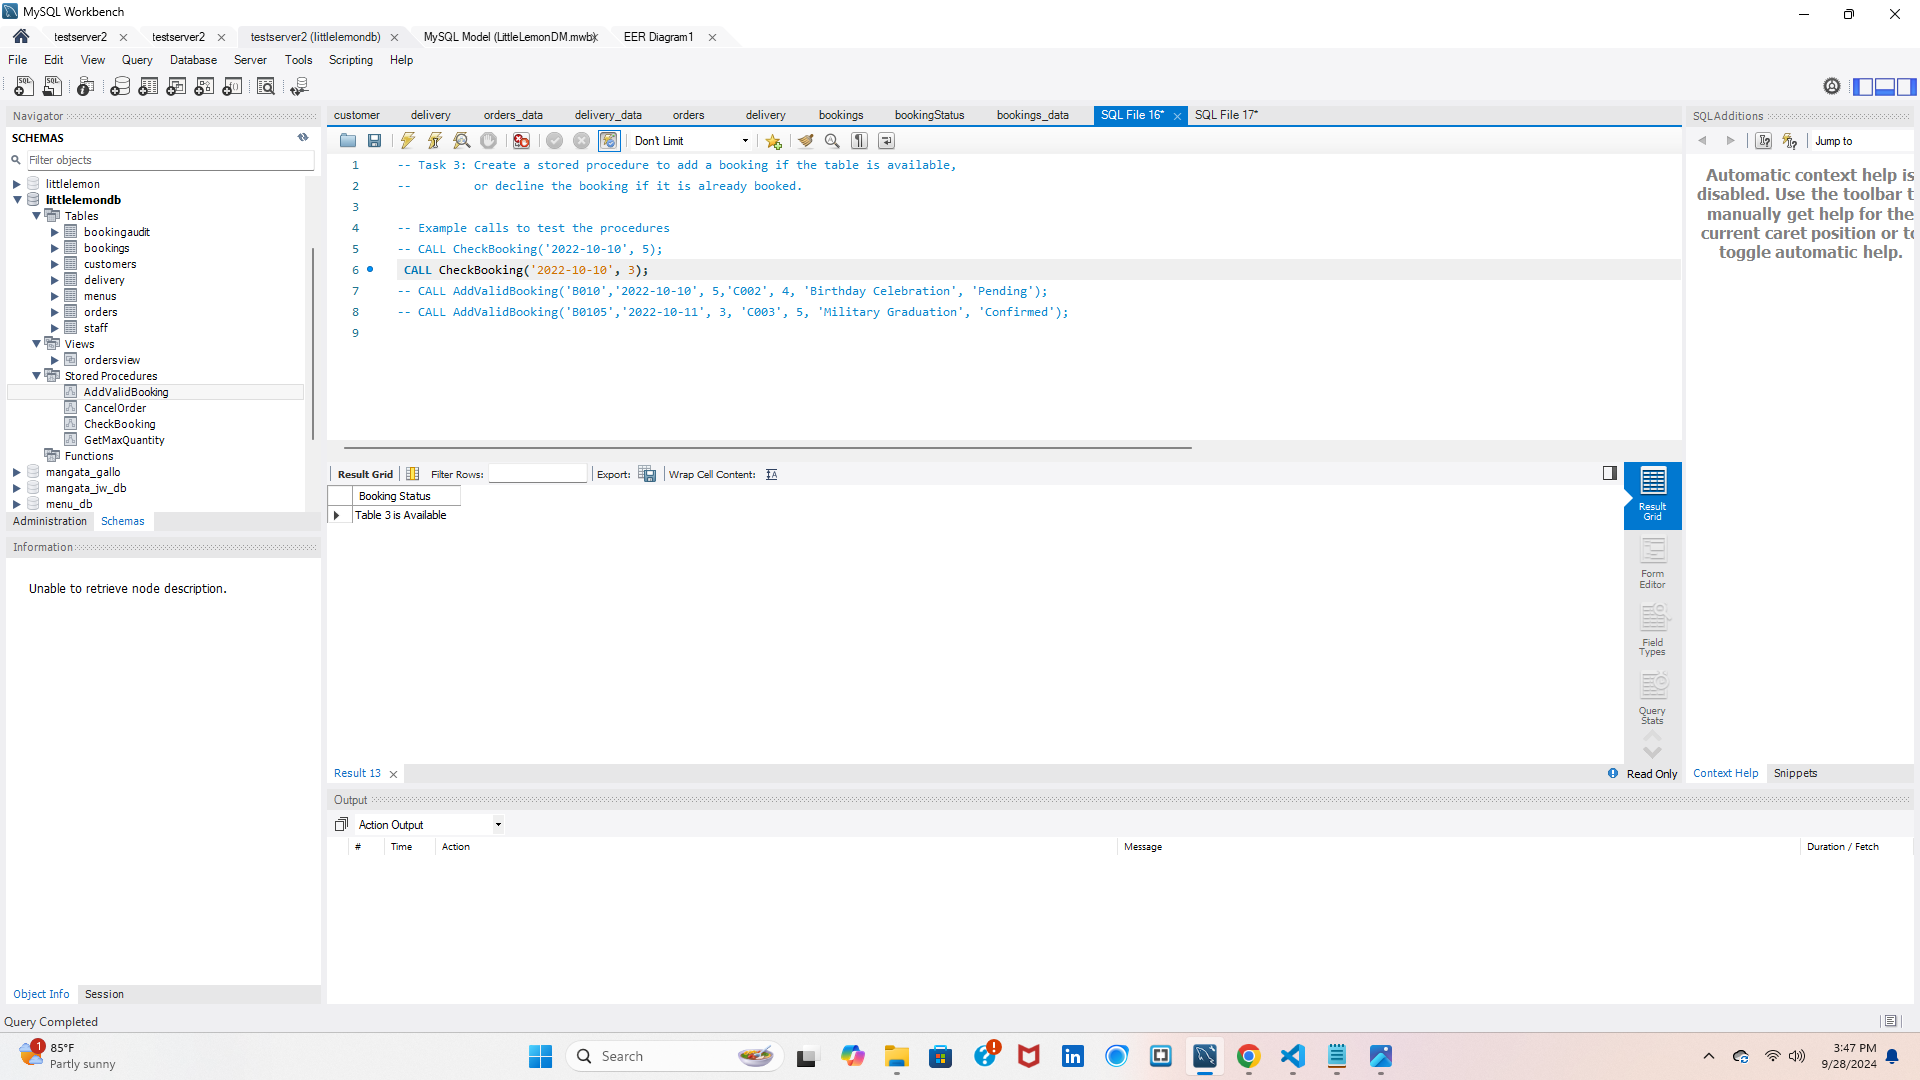 MySQL Workbench
testserver2
testserver2
testserver2 (littlelemondb)
MySQL Model (LittleLemonDM.mwb)
EER Diagram1
File Edit View Query Database Server Tools Scripting Help
Navigator
SCHEMAS
Filter objects
littlelemon
littlelemondb
Tables
bookingaudit
bookings
customers
delivery
menus
orders
staff
Views
ordersview
Stored Procedures
AddValidBooking
CancelOrder
CheckBooking
GetMaxQuantity
Functions
mangata_gallo
mangata_jw_db
menu_db
Administration Schemas
Information
Unable to retrieve node description.
Object Info Session
customer delivery orders_data delivery_data orders delivery bookings bookingStatus bookings_data SQL File 16* SQL File 17*
Don't Limit
1 -- Task 3: Create a stored procedure to add a booking if the table is available,
2 -- or decline the booking if it is already booked.
3
4 -- Example calls to test the procedures
5 -- CALL CheckBooking('2022-10-10', 5);
6 CALL CheckBooking('2022-10-10', 3);
7 -- CALL AddValidBooking('B010','2022-10-10', 5,'C002', 4, 'Birthday Celebration', 'Pending');
8 -- CALL AddValidBooking('B0105','2022-10-11', 3, 'C003', 5, 'Military Graduation', 'Confirmed');
9
Result Grid Filter Rows: Export: Wrap Cell Content:
Booking Status
Table 3 is Available
Result
Grid
Form
Editor
Field
Types
Query
Stats
Result 13
Read Only
Output
Action Output
# Time Action Message Duration / Fetch
SQLAdditions
Jump to
Automatic context help is
disabled. Use the toolbar t
manually get help for the
current caret position or to
toggle automatic help.
Context Help Snippets
Query Completed
1
85°F
Partly sunny
Search
3:47 PM
9/28/2024